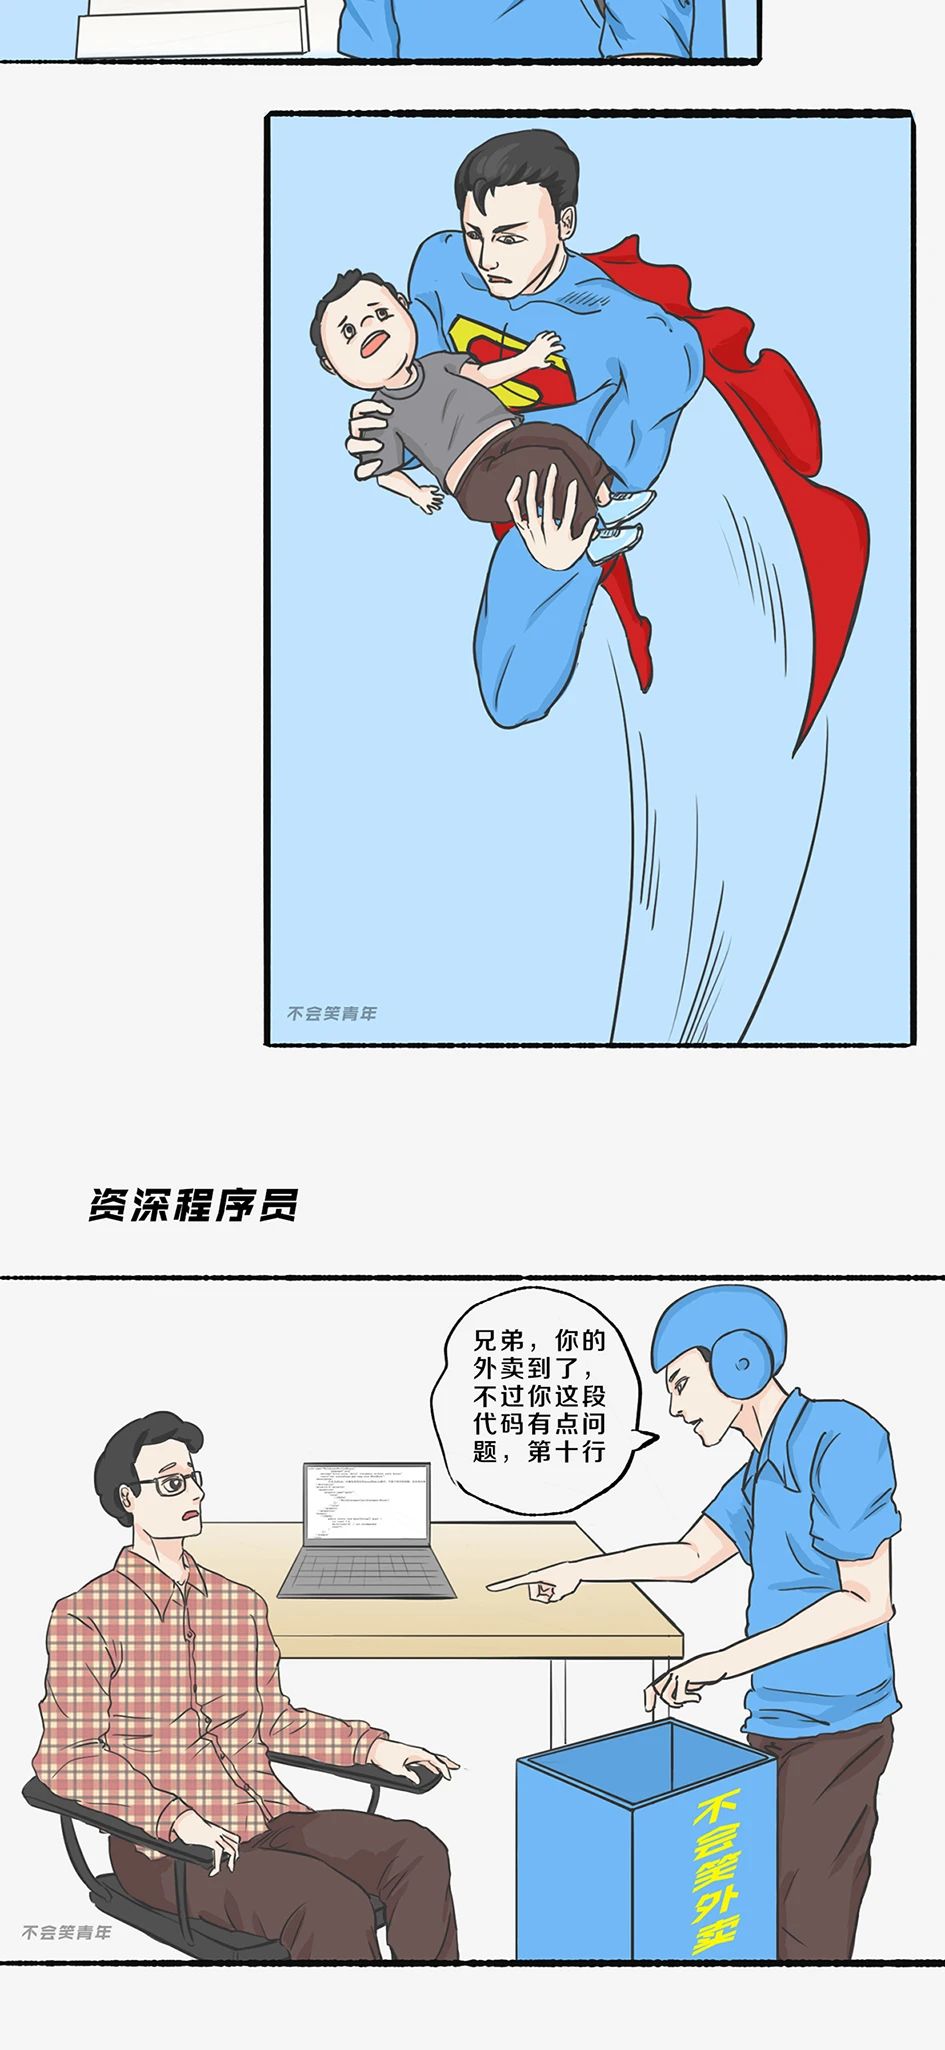 不会笑青年
资深程序员
兄弟，你的
外卖到了，
不过你这段
代码有点问
题，第十行
不会笑外卖
不会笑青年